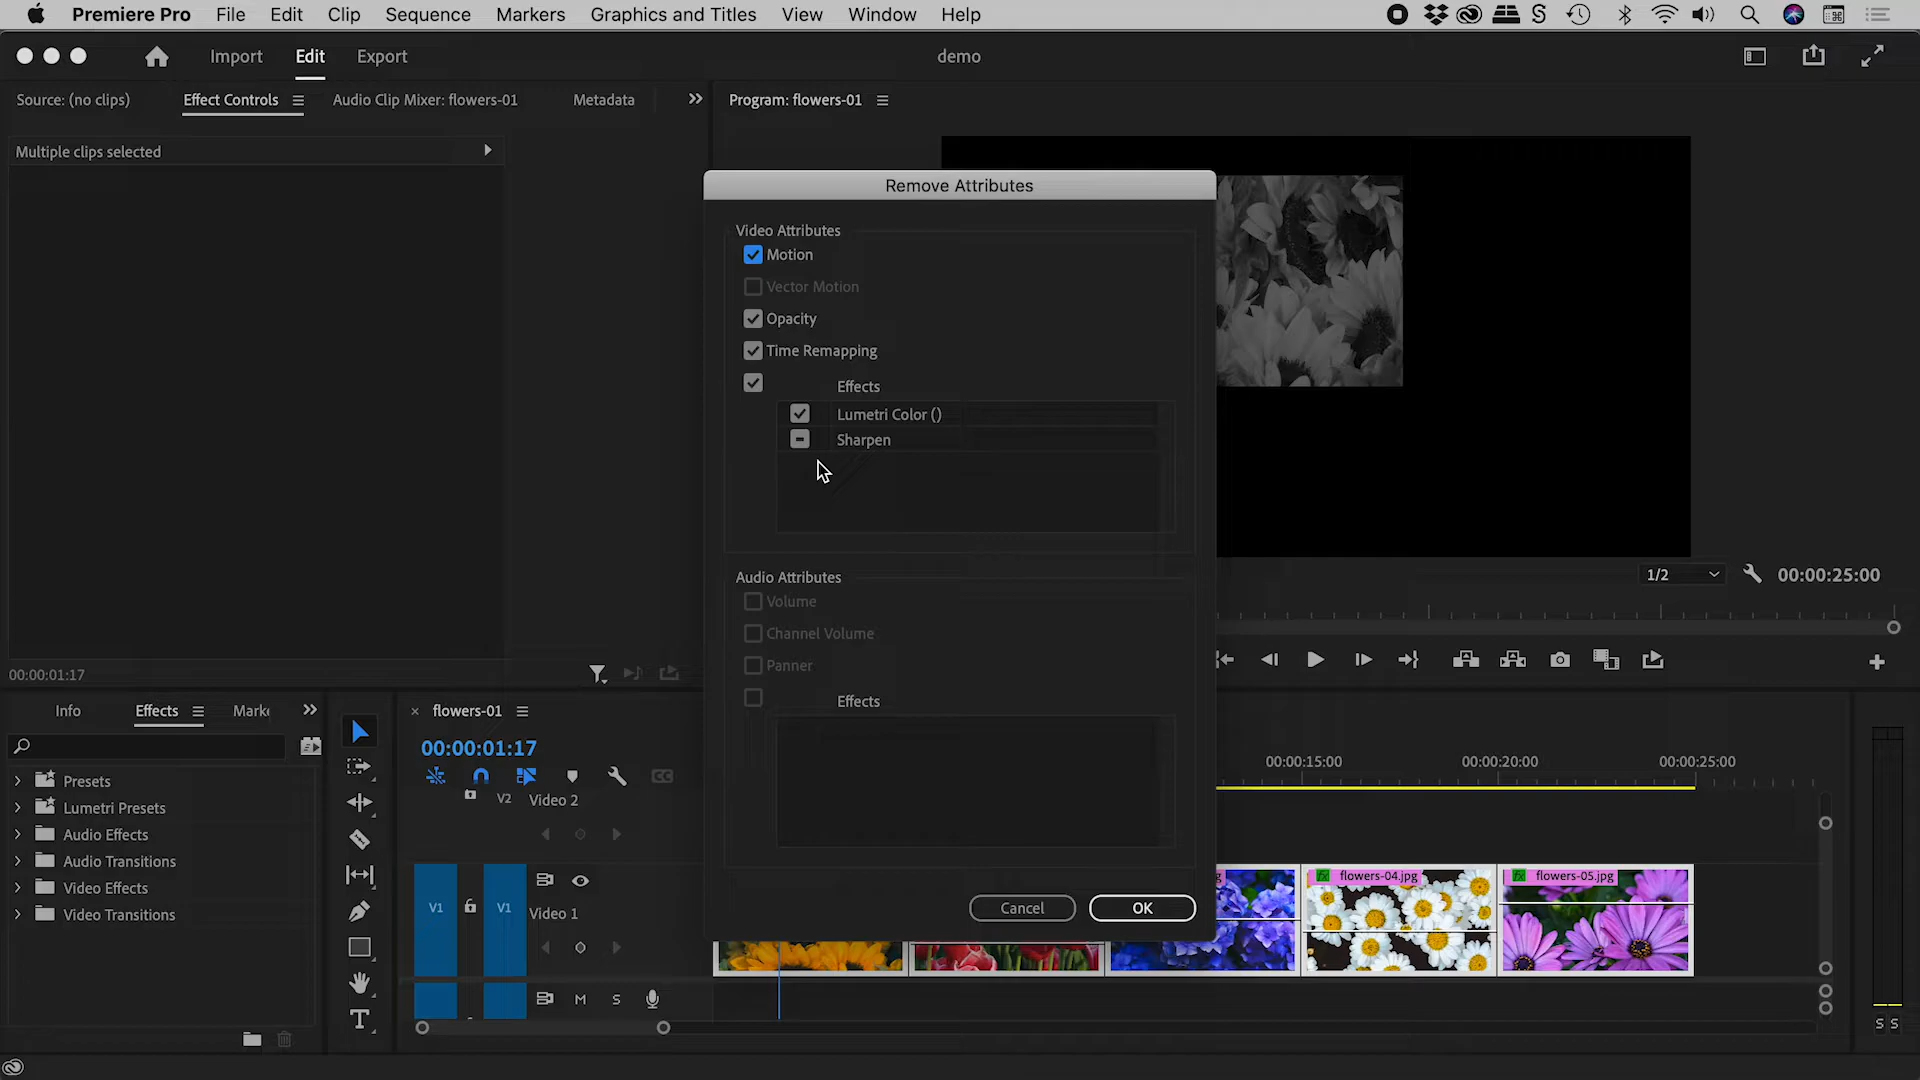 Premiere Pro File Edit Clip Sequence Markers Graphics and Titles View Window Help
Import Edit Export demo
Source: (no clips) Effect Controls Audio Clip Mixer: flowers-01 Metadata
Program: flowers-01
Multiple clips selected
Remove Attributes
Video Attributes
Motion
Vector Motion
Opacity
Time Remapping
Effects
Lumetri Color ()
Sharpen
Audio Attributes
Volume
Channel Volume
Panner
Effects
Cancel OK
1/2 00:00:25:00
00:00:01:17
Info Effects Marke
Presets
Lumetri Presets
Audio Effects
Audio Transitions
Video Effects
Video Transitions
T
flowers-01
00:00:01:17
CC
00:00:15:00 00:00:20:00 00:00:25:00
V2 Video 2
V1 V1 Video 1
M S
fx flowers-04.jpg fx flowers-05.jpg
S S